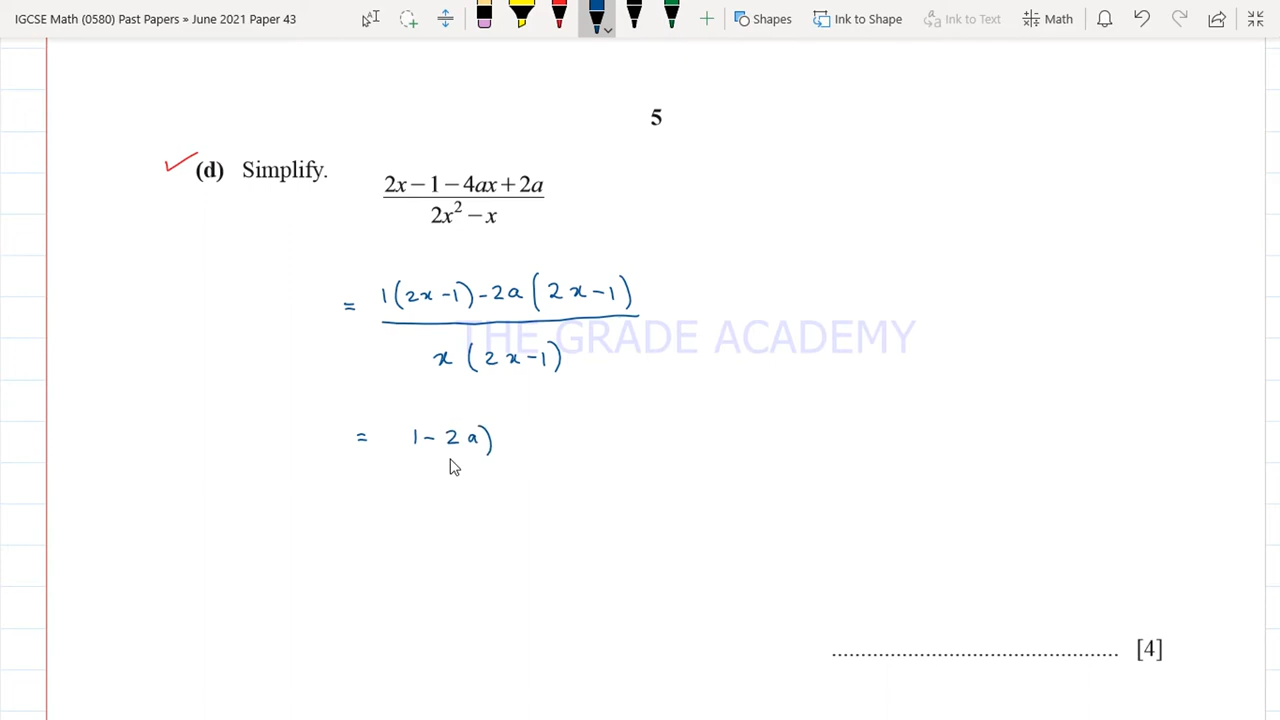 IGCSE Math (0580) Past Papers » June 2021 Paper 43 Shapes Ink to Shape Ink to Text Math
5
(d) Simplify.
2x − 1 − 4ax + 2a
2x² − x
= 1(2x − 1) − 2a(2x − 1)
x(2x − 1)
THE GRADE ACADEMY
= 1 − 2a)
................................................ [4]